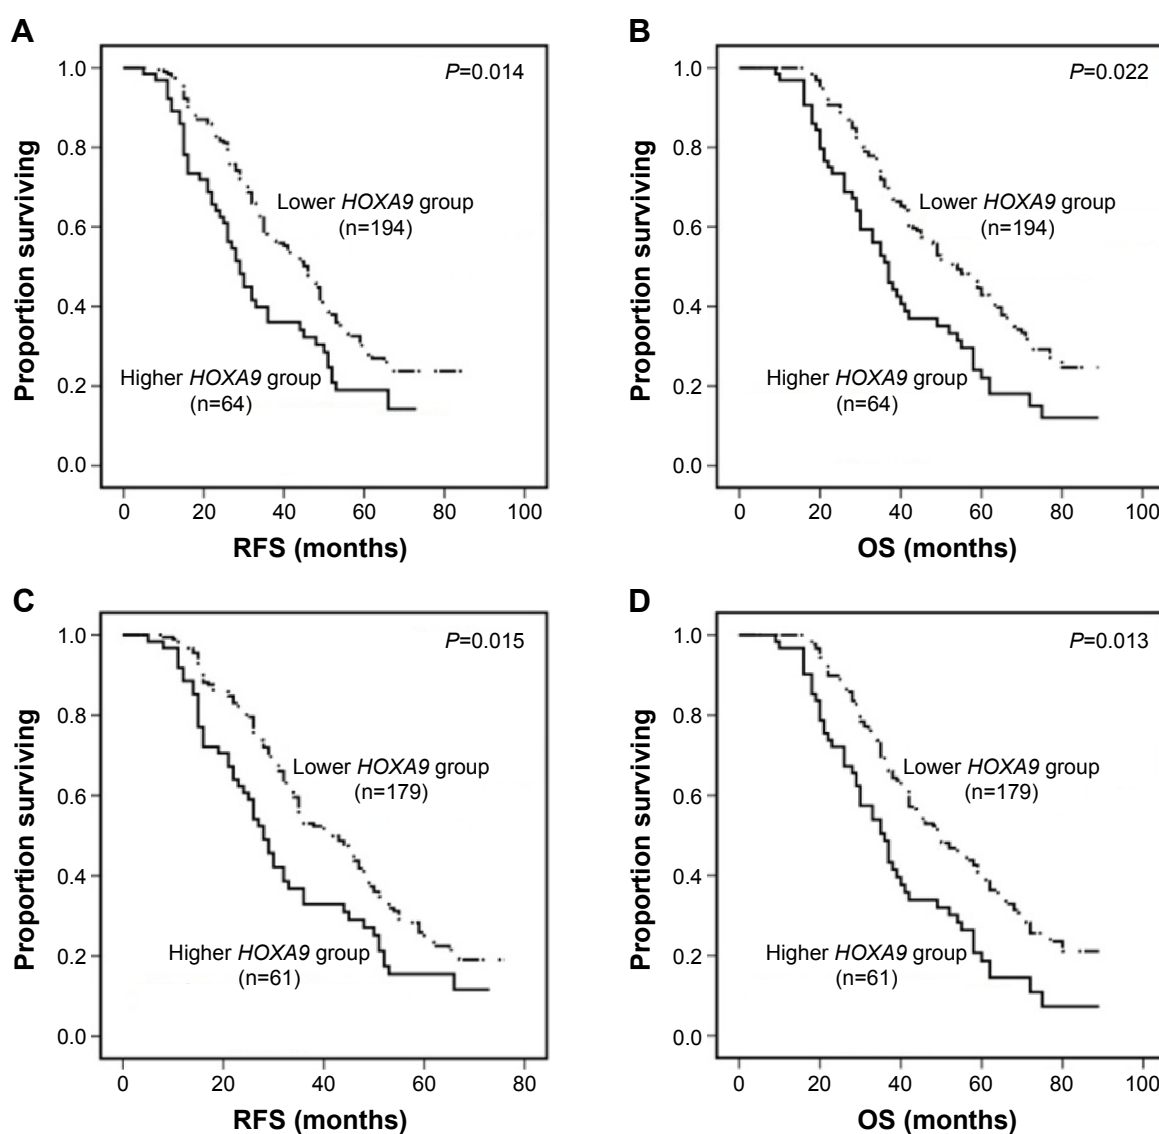 A
P=0.014
1.0
0.8
0.6
0.4
0.2
0.0
Proportion surviving
Lower HOXA9 group
(n=194)
Higher HOXA9 group
(n=64)
0 20 40 60 80 100
RFS (months)
B
P=0.022
1.0
0.8
0.6
0.4
0.2
0.0
Proportion surviving
Lower HOXA9 group
(n=194)
Higher HOXA9 group
(n=64)
0 20 40 60 80 100
OS (months)
C
P=0.015
1.0
0.8
0.6
0.4
0.2
0.0
Proportion surviving
Lower HOXA9 group
(n=179)
Higher HOXA9 group
(n=61)
0 20 40 60 80
RFS (months)
D
P=0.013
1.0
0.8
0.6
0.4
0.2
0.0
Proportion surviving
Lower HOXA9 group
(n=179)
Higher HOXA9 group
(n=61)
0 20 40 60 80 100
OS (months)